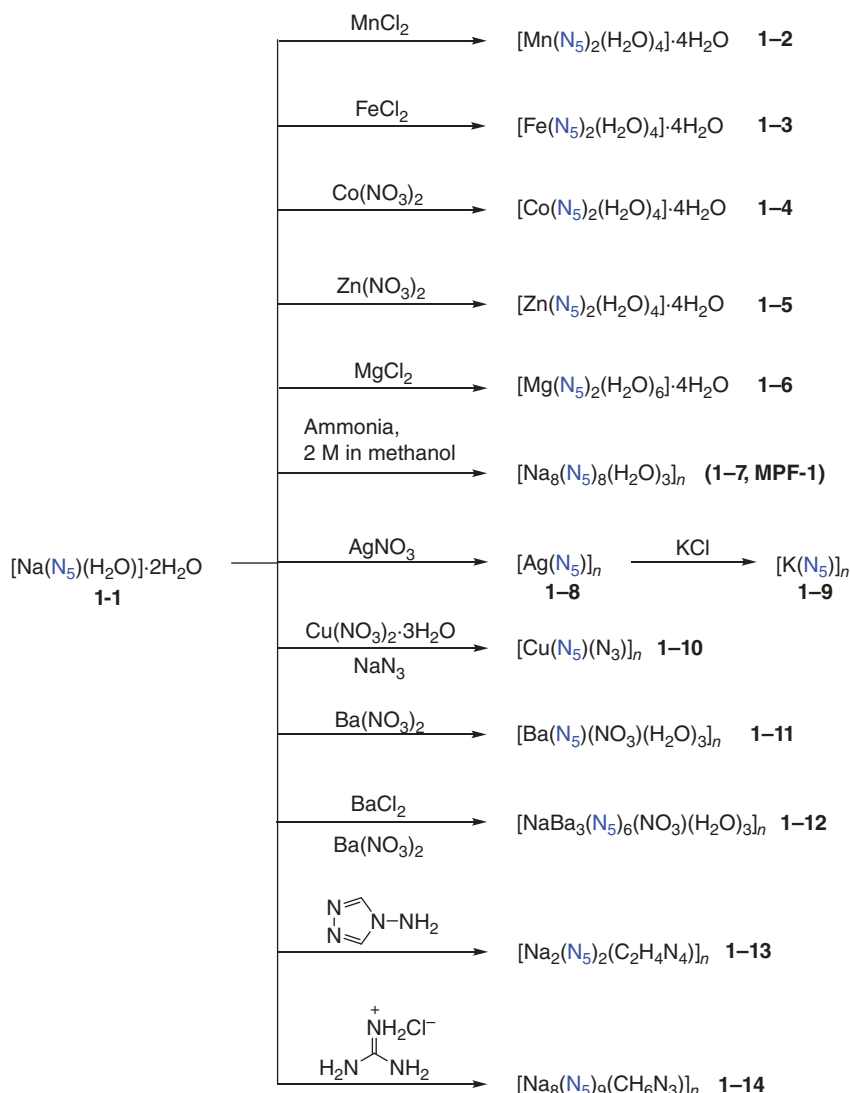 MnCl₂
[Mn(N₅)₂(H₂O)₄]·4H₂O 1–2
FeCl₂
[Fe(N₅)₂(H₂O)₄]·4H₂O 1–3
Co(NO₃)₂
[Co(N₅)₂(H₂O)₄]·4H₂O 1–4
Zn(NO₃)₂
[Zn(N₅)₂(H₂O)₄]·4H₂O 1–5
MgCl₂
[Mg(N₅)₂(H₂O)₆]·4H₂O 1–6
Ammonia,
2 M in methanol
[Na₈(N₅)₈(H₂O)₃]ₙ (1–7, MPF-1)
[Na(N₅)(H₂O)]·2H₂O
1-1
AgNO₃
[Ag(N₅)]ₙ
1–8
KCl
[K(N₅)]ₙ
1–9
Cu(NO₃)₂·3H₂O
NaN₃
[Cu(N₅)(N₃)]ₙ 1–10
Ba(NO₃)₂
[Ba(N₅)(NO₃)(H₂O)₃]ₙ 1–11
BaCl₂
Ba(NO₃)₂
[NaBa₃(N₅)₆(NO₃)(H₂O)₃]ₙ 1–12
N
N
N–NH₂
[Na₂(N₅)₂(C₂H₄N₄)]ₙ 1–13
+
NH₂Cl⁻
H₂N NH₂
[Na₈(N₅)₉(CH₆N₃)]ₙ 1–14